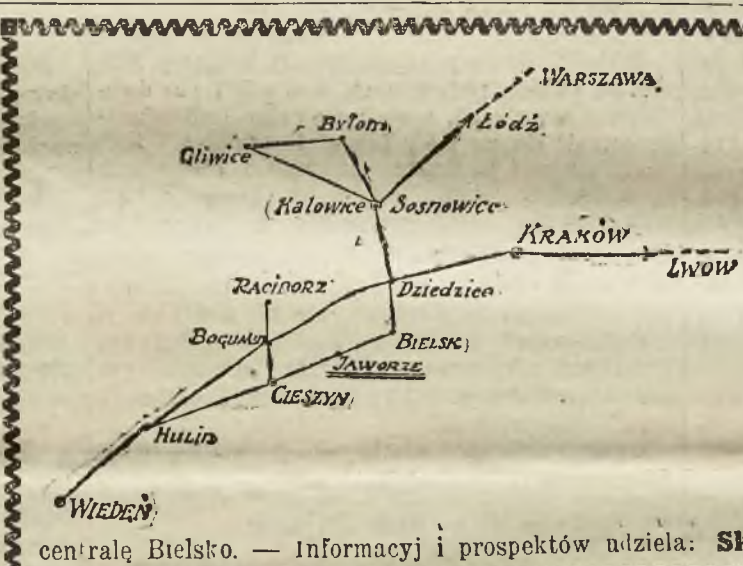 WARSZAWA
ŁÓDŹ
BYTOM
GLIWICE
(KATOWICE SOSNOWICE
KRAKÓW
LWOW
RACIBORZ
DZIEDZICE
BOGUMIN
BIELSK
JAWORZE
CIESZYN
HULIN
WIEDEŃ
centralę Bielsko. — Informacyj i prospektów udziela: